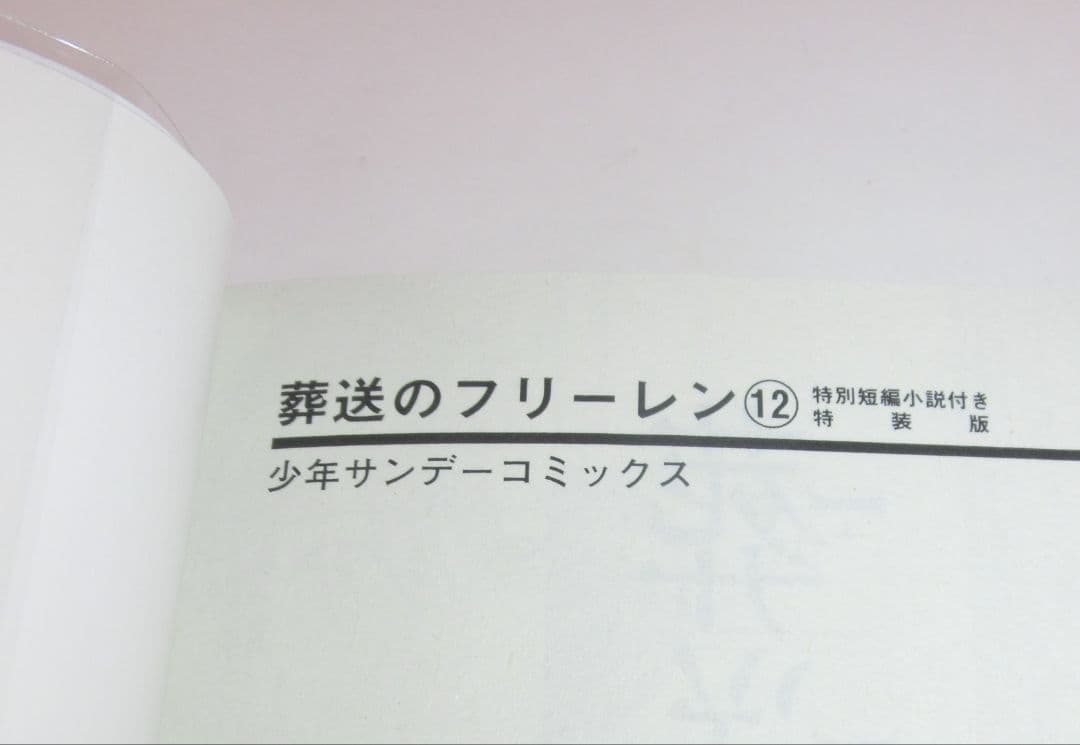 葬送のフリーレン⑫ 特別短編小説付き
特装版
少年サンデーコミックス